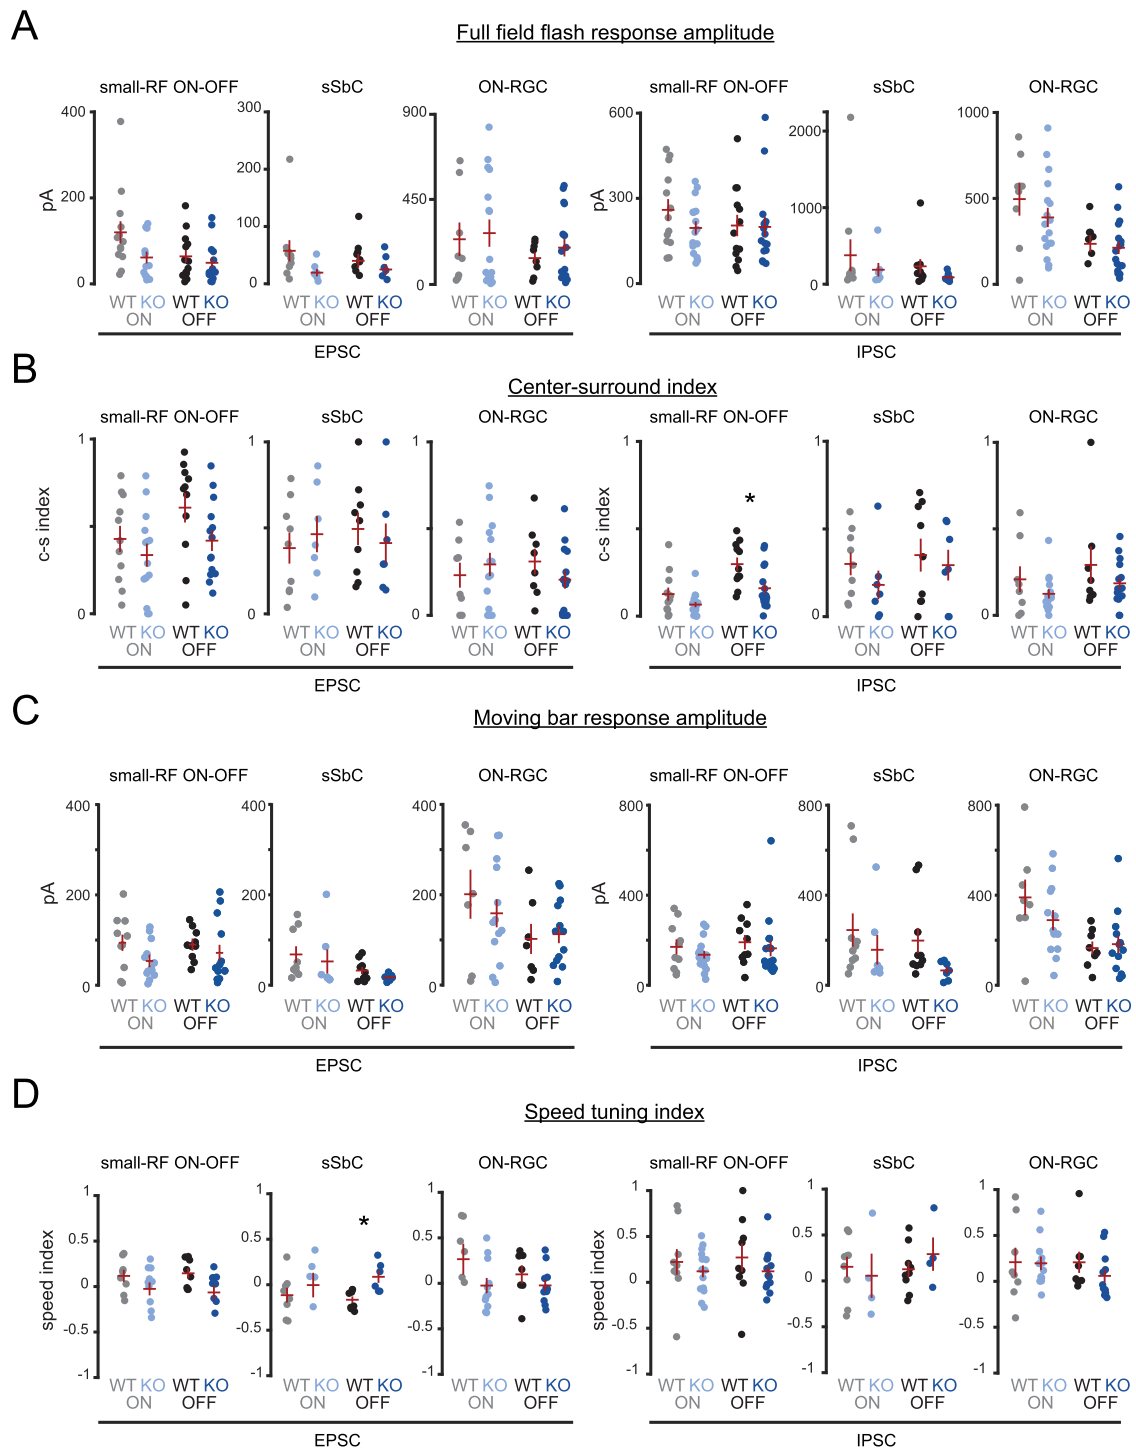 A
Full field flash response amplitude
small-RF ON-OFF sSbC ON-RGC small-RF ON-OFF sSbC ON-RGC
pA
400
200
0
300
200
100
0
900
450
0
600
300
0
2000
1000
0
1000
500
0
WT KO WT KO WT KO WT KO WT KO WT KO WT KO WT KO WT KO WT KO WT KO WT KO
ON OFF ON OFF ON OFF ON OFF ON OFF ON OFF
EPSC IPSC
B
Center-surround index
small-RF ON-OFF sSbC ON-RGC small-RF ON-OFF sSbC ON-RGC
c-s index
1
0
1
0
1
0
c-s index
1
0
*
1
0
1
0
WT KO WT KO WT KO WT KO WT KO WT KO WT KO WT KO WT KO WT KO WT KO WT KO
ON OFF ON OFF ON OFF ON OFF ON OFF ON OFF
EPSC IPSC
C
Moving bar response amplitude
small-RF ON-OFF sSbC ON-RGC small-RF ON-OFF sSbC ON-RGC
pA
400
200
0
400
200
0
400
200
0
pA
800
400
0
800
400
0
800
400
0
WT KO WT KO WT KO WT KO WT KO WT KO WT KO WT KO WT KO WT KO WT KO WT KO
ON OFF ON OFF ON OFF ON OFF ON OFF ON OFF
EPSC IPSC
D
Speed tuning index
small-RF ON-OFF sSbC ON-RGC small-RF ON-OFF sSbC ON-RGC
speed index
1
0.5
0
-0.5
-1
1
0.5
0
-0.5
-1
*
1
0.5
0
-0.5
-1
speed index
1
0.5
0
-0.5
-1
1
0.5
0
-0.5
-1
1
0.5
0
-0.5
-1
WT KO WT KO WT KO WT KO WT KO WT KO WT KO WT KO WT KO WT KO WT KO WT KO
ON OFF ON OFF ON OFF ON OFF ON OFF ON OFF
EPSC IPSC